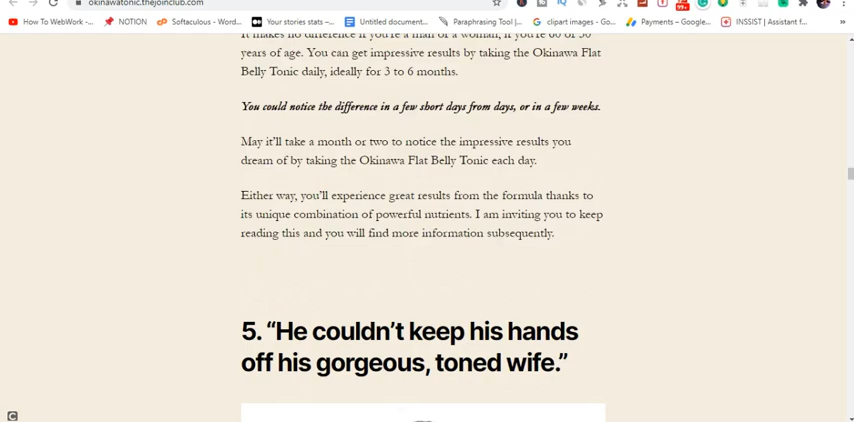 okinawatonic.thejoinclub.com
99+
How To WebWork -... NOTION Softaculous - Word... Your stories stats –... Untitled document... Paraphrasing Tool |... clipart images - Go... Payments – Google... INSSIST | Assistant f... »
It makes no difference if you're a man or a woman, if you're 60 or 30
years of age. You can get impressive results by taking the Okinawa Flat
Belly Tonic daily, ideally for 3 to 6 months.
You could notice the difference in a few short days from days, or in a few weeks.
May it'll take a month or two to notice the impressive results you
dream of by taking the Okinawa Flat Belly Tonic each day.
Either way, you'll experience great results from the formula thanks to
its unique combination of powerful nutrients. I am inviting you to keep
reading this and you will find more information subsequently.
5. “He couldn’t keep his hands
off his gorgeous, toned wife.”